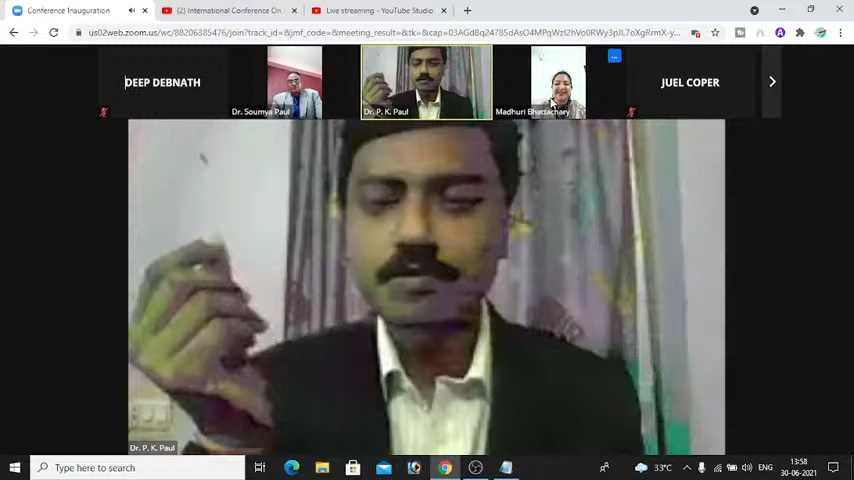 Conference Inauguration
(2) International Conference On
Live streaming - YouTube Studio
us02web.zoom.us/wc/88206385476/join?track_id=&jmf_code=&meeting_result=&tk=&cap=03AGdBq24785dAsO4MPqWzI2hVo0RWy3pJL7oXgRrmX-y...
DEEP DEBNATH
Dr. Soumya Paul
Dr. P. K. Paul
Madhuri Bhattachary
JUEL COPER
Dr. P. K. Paul
Type here to search
33°C
ENG
13:58
30-06-2021